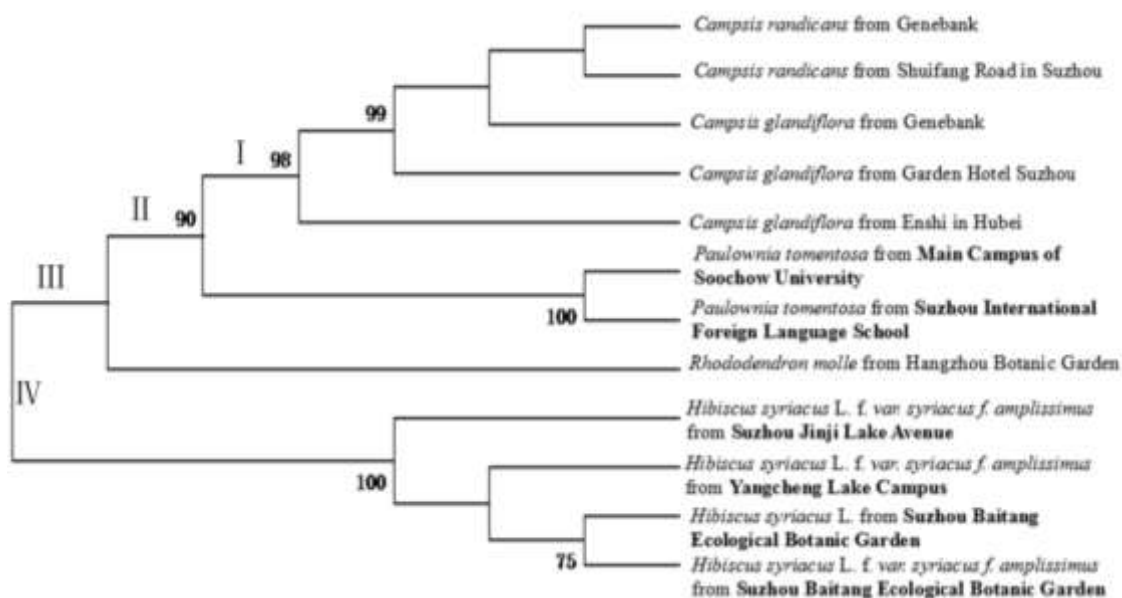 Campsis randicans from Genebank
Campsis randicans from Shuifang Road in Suzhou
99
Campsis glandiflora from Genebank
I
98
Campsis glandiflora from Garden Hotel Suzhou
II
90
Campsis glandiflora from Enshi in Hubei
Paulownia tomentosa from Main Campus of
Soochow University
III
100
Paulownia tomentosa from Suzhou International
Foreign Language School
Rhododendron molle from Hangzhou Botanic Garden
IV
Hibiscus syriacus L. f. var. syriacus f. amplissimus
from Suzhou Jinji Lake Avenue
100
Hibiscus syriacus L. f. var. syriacus f. amplissimus
from Yangcheng Lake Campus
Hibiscus syriacus L. from Suzhou Baitang
Ecological Botanic Garden
75
Hibiscus syriacus L. f. var. syriacus f. amplissimus
from Suzhou Baitang Ecological Botanic Garden